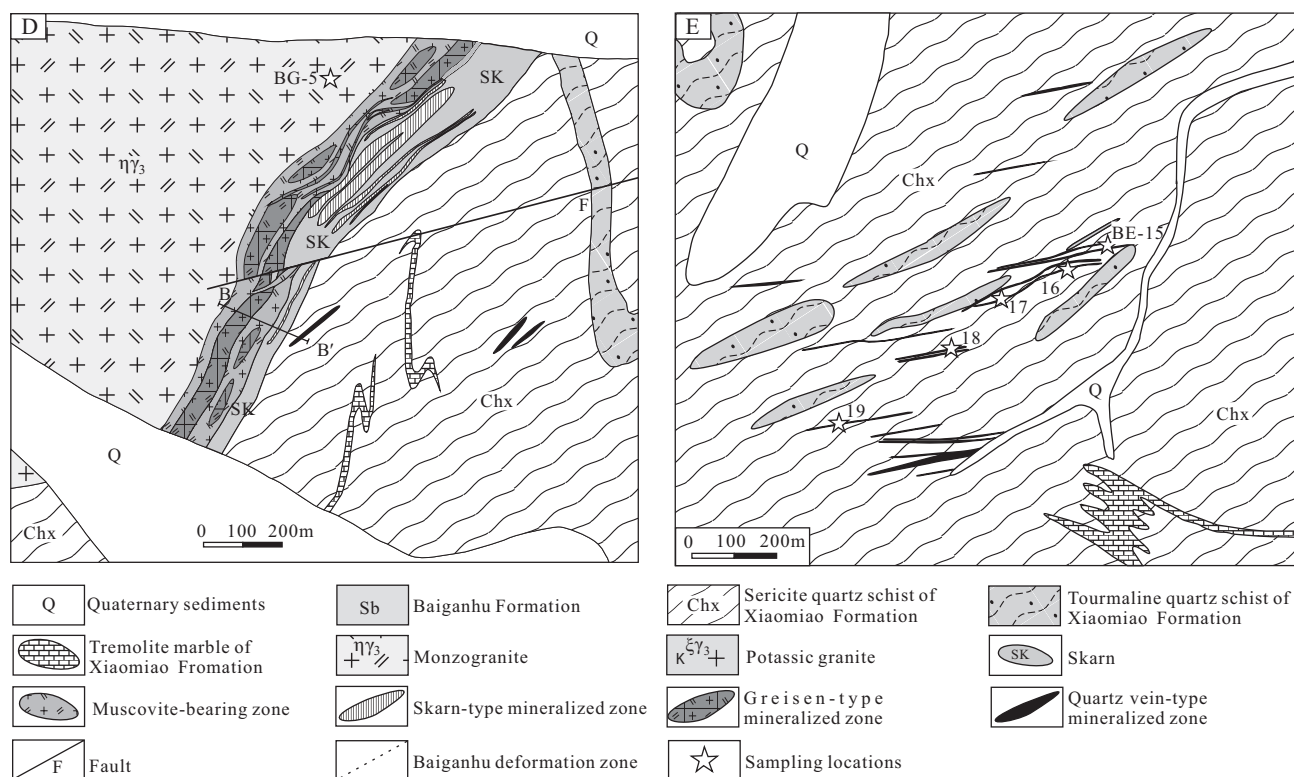 D
Q
BG-5
SK
ηγ3
F
SK
B
B′
SK
Chx
Q
Chx
0 100 200m
E
Q
Chx
BE-15
16
17
18
Q
19
Chx
0 100 200m
Q Quaternary sediments
Sb Baiganhu Formation
Chx Sericite quartz schist of
Xiaomiao Formation
Tourmaline quartz schist of
Xiaomiao Formation
Tremolite marble of
Xiaomiao Fromation
ηγ3 Monzogranite
K ξγ3 Potassic granite
SK Skarn
Muscovite-bearing zone
Skarn-type mineralized zone
Greisen-type
mineralized zone
Quartz vein-type
mineralized zone
F Fault
Baiganhu deformation zone
Sampling locations